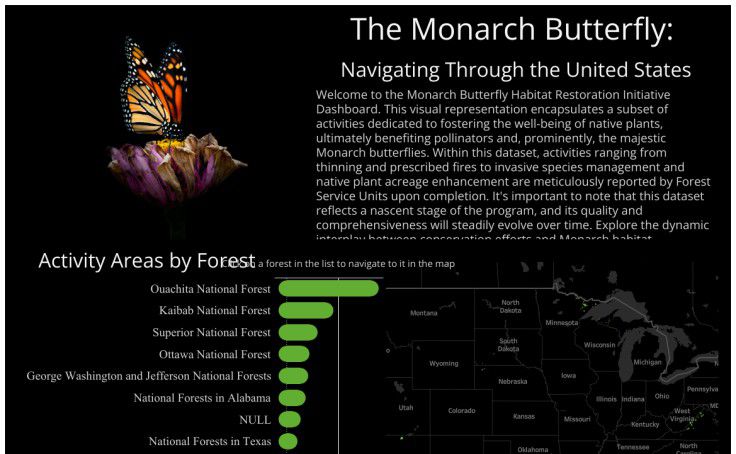 The Monarch Butterfly:
Navigating Through the United States
Welcome to the Monarch Butterfly Habitat Restoration Initiative
Dashboard. This visual representation encapsulates a subset of
activities dedicated to fostering the well-being of native plants,
ultimately benefiting pollinators and, prominently, the majestic
Monarch butterflies. Within this dataset, activities ranging from
thinning and prescribed fires to invasive species management and
native plant acreage enhancement are meticulously reported by Forest
Service Units upon completion. It's important to note that this dataset
reflects a nascent stage of the program, and its quality and
comprehensiveness will steadily evolve over time. Explore the dynamic
interplay between conservation efforts and Monarch habitat
Activity Areas by Forest
a forest in the list to navigate to it in the map
Ouachita National Forest
Kaibab National Forest
Superior National Forest
Ottawa National Forest
George Washington and Jefferson National Forests
National Forests in Alabama
NULL
National Forests in Texas
Montana
North
Dakota
Minnesota
South
Dakota
Wisconsin
Michigan
Wyoming
Iowa
Nebraska
Illinois
Indiana
Ohio
Pennsylva
Utah
Colorado
Kansas
Missouri
West
Virginia
Kentucky
Oklahoma
Tennessee
North